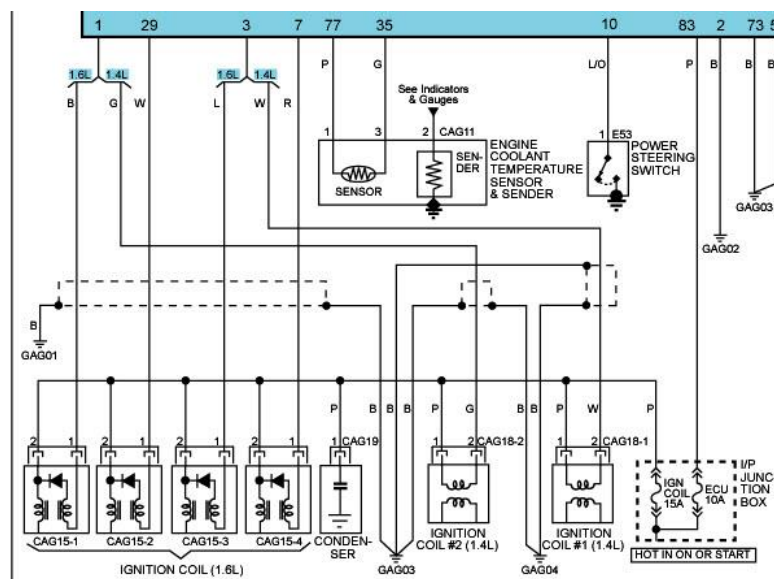 1 29 3 7 77 35 10 83 2 73
1.6L 1.4L 1.6L 1.4L P G L/O P B B B
B G W L W R
See Indicators
& Gauges
1 3 2 CAG11
SENSOR
SEN-
DER
ENGINE
COOLANT
TEMPERATURE
SENSOR
& SENDER
1 E53
POWER
STEERING
SWITCH
GAG03
GAG02
B
GAG01
P B B B P G B B P W P
2 1 2 1 2 1 2 1 1 CAG19 1 2 CAG18-2 1 2 CAG18-1
CAG15-1 CAG15-2 CAG15-3 CAG15-4
IGNITION COIL (1.6L)
CONDEN-
SER
GAG03
IGNITION
COIL #2 (1.4L)
GAG04
IGNITION
COIL #1 (1.4L)
IGN
COIL
15A
ECU
10A
I/P
JUNC-
TION
BOX
HOT IN ON OR START